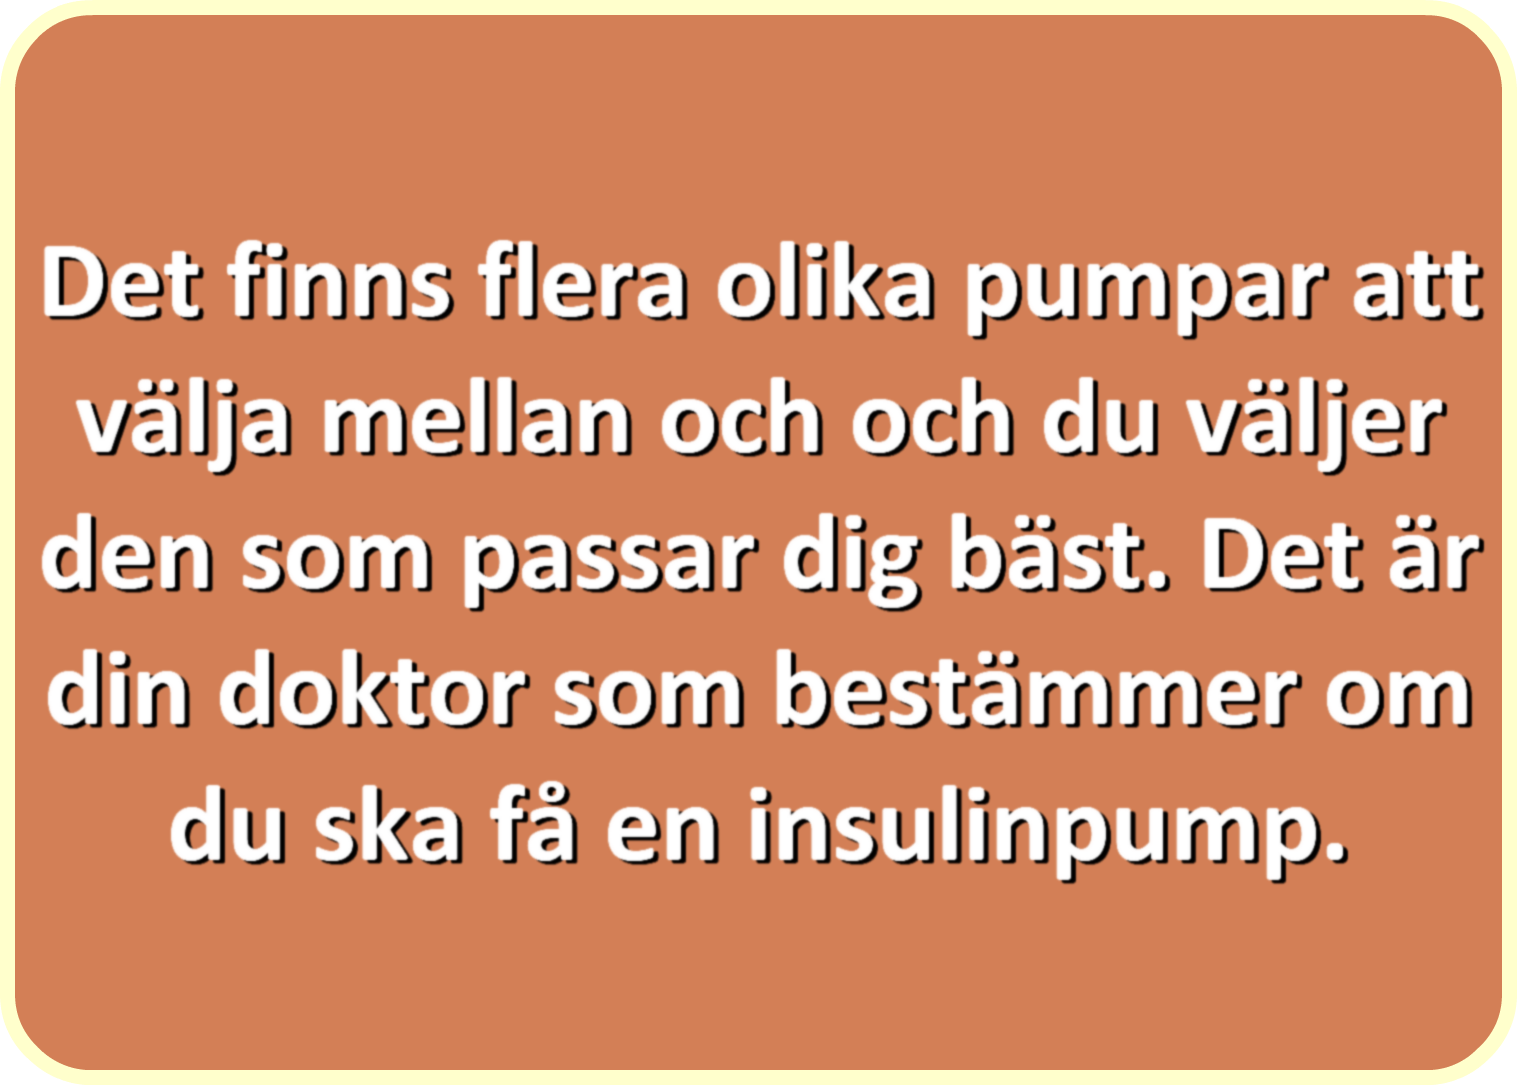 Det finns flera olika pumpar att
välja mellan och och du väljer
den som passar dig bäst. Det är
din doktor som bestämmer om
du ska få en insulinpump.